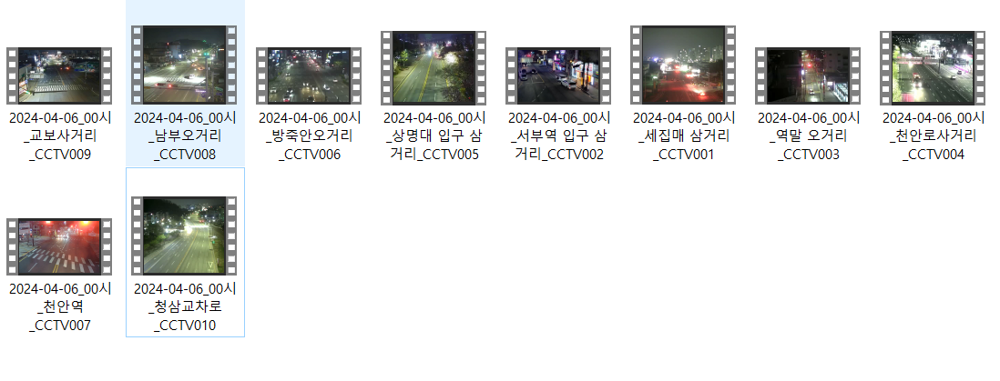 2024-04-06_00시
_교보사거리
_CCTV009
2024-04-06_00시
_남부오거리
_CCTV008
2024-04-06_00시
_방죽안오거리
_CCTV006
2024-04-06_00시
_상명대 입구 삼
거리_CCTV005
2024-04-06_00시
_서부역 입구 삼
거리_CCTV002
2024-04-06_00시
_세집매 삼거리
_CCTV001
2024-04-06_00시
_역말 오거리
_CCTV003
2024-04-06_00시
_천안로사거리
_CCTV004
2024-04-06_00시
_천안역
_CCTV007
2024-04-06_00시
_청삼교차로
_CCTV010